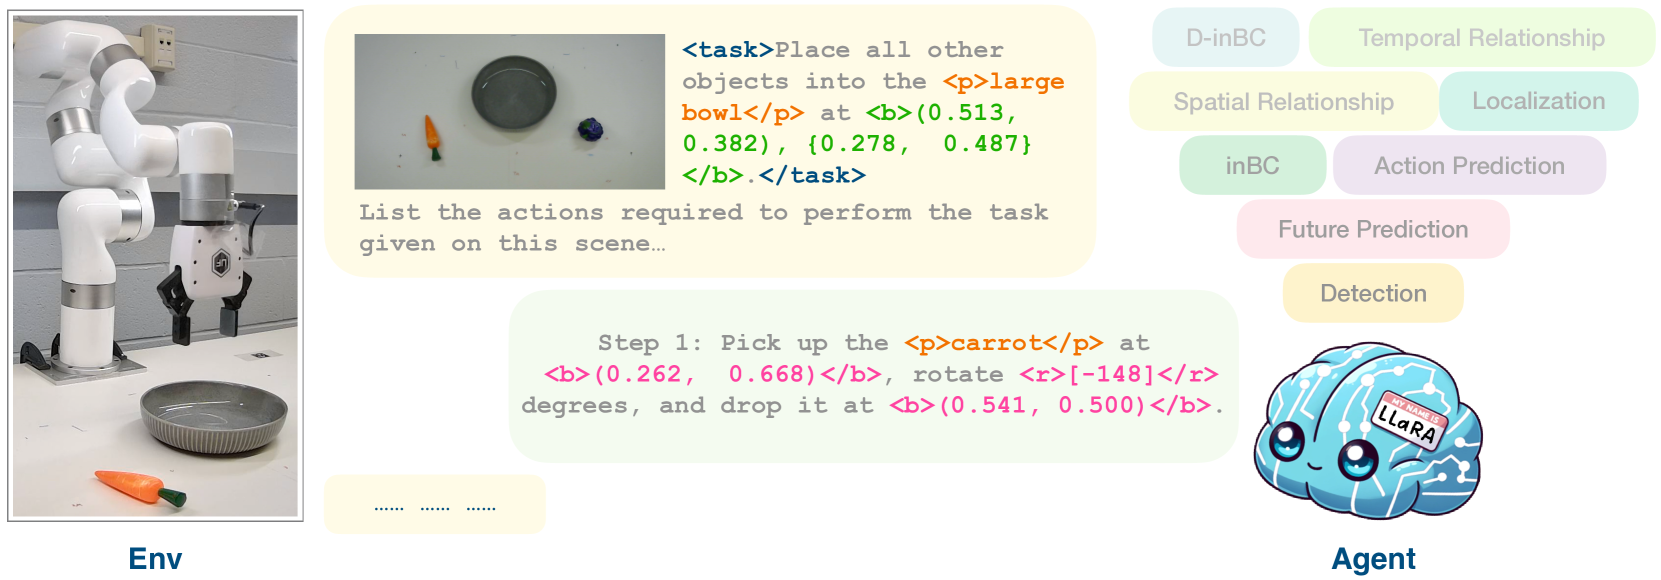 <task>Place all other
objects into the <p>large
bowl</p> at <b>(0.513,
0.382), {0.278, 0.487}
</b>.</task>
List the actions required to perform the task
given on this scene…
Step 1: Pick up the <p>carrot</p> at
<b>(0.262, 0.668)</b>, rotate <r>[-148]</r>
degrees, and drop it at <b>(0.541, 0.500)</b>.
…… …… ……
Env
D-inBC
Temporal Relationship
Spatial Relationship
Localization
inBC
Action Prediction
Future Prediction
Detection
MY NAME IS
LLaRA
Agent